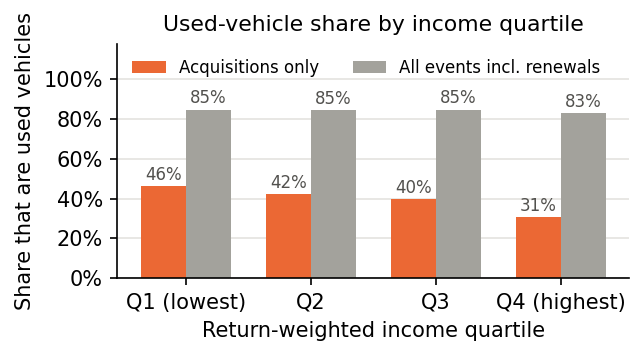 Used-vehicle share by income quartile
Share that are used vehicles
Acquisitions only
All events incl. renewals
100%
80%
60%
40%
20%
0%
46%
85%
42%
85%
40%
85%
31%
83%
Q1 (lowest)
Q2
Q3
Q4 (highest)
Return-weighted income quartile